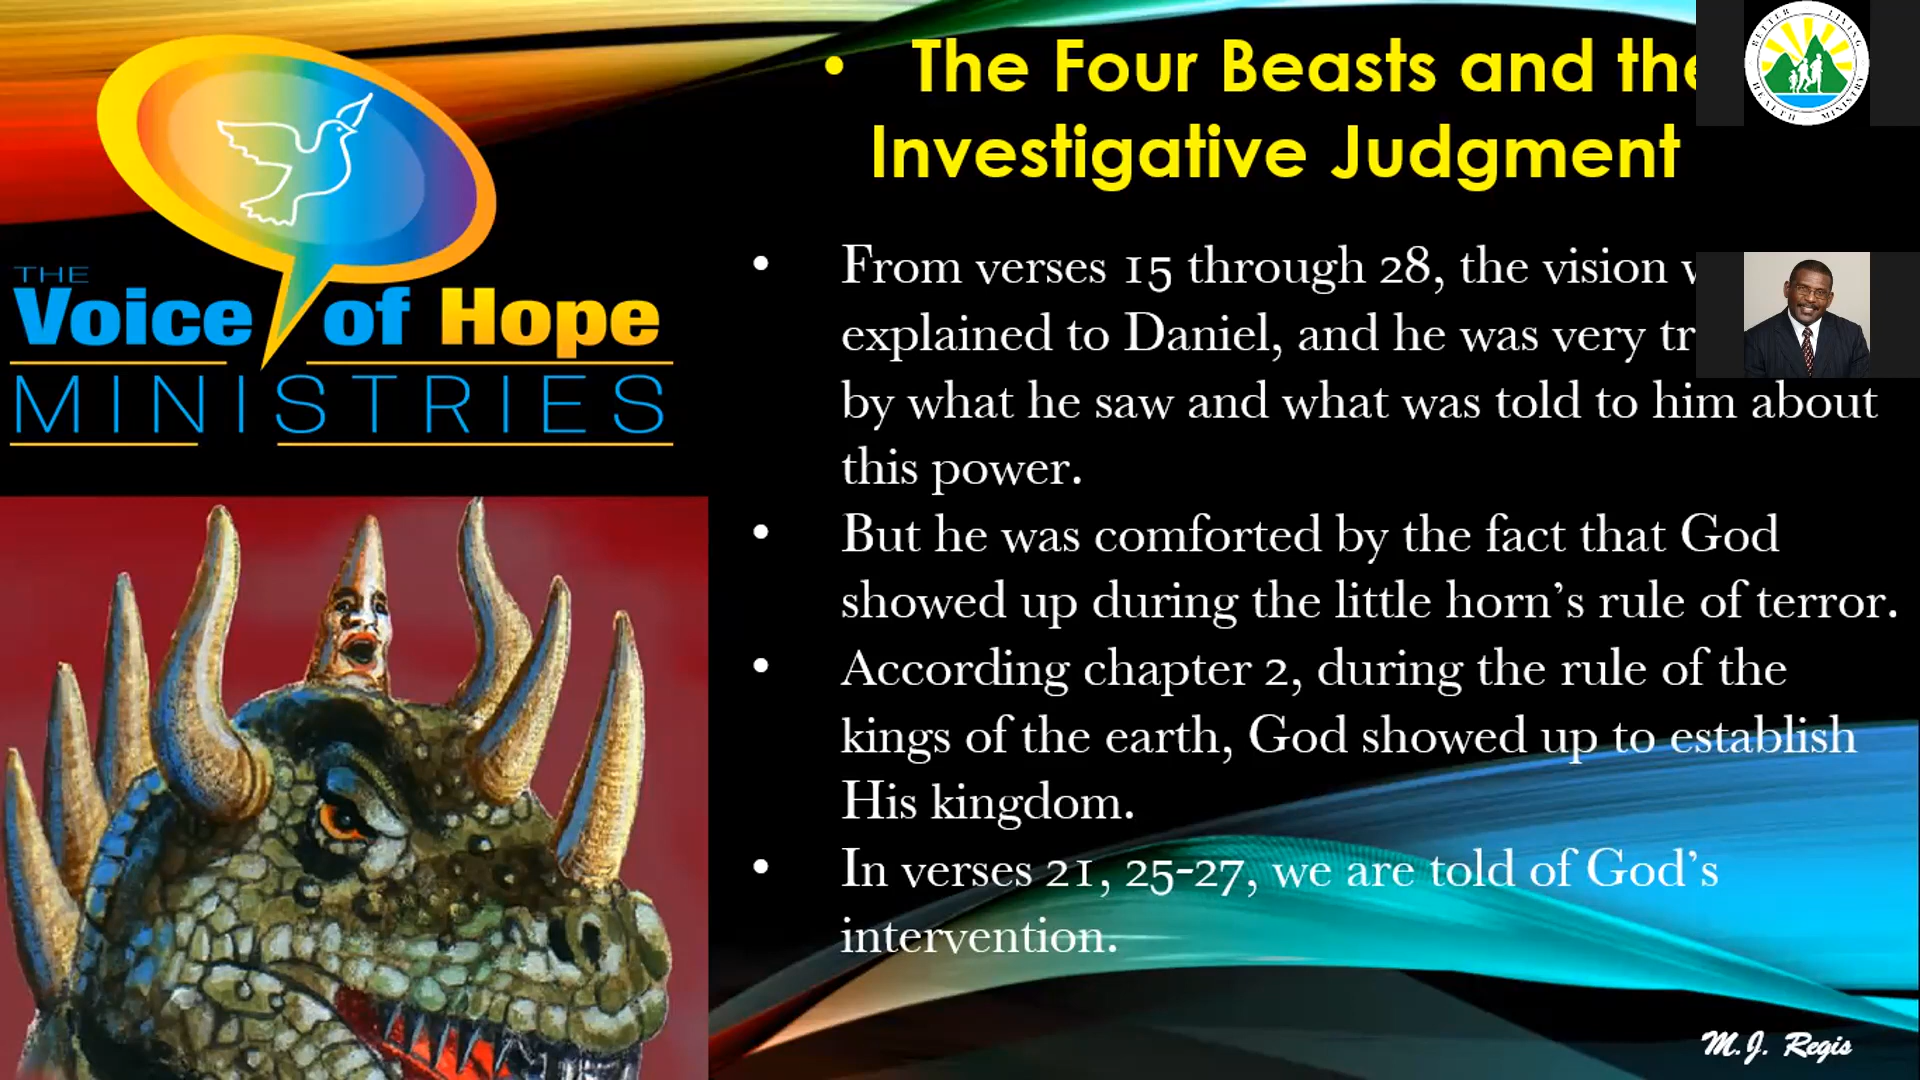 THE
Voice of Hope
MINISTRIES
• The Four Beasts and the
Investigative Judgment
BETTER LIVING
HEALTH MINISTRY
• From verses 15 through 28, the vision
explained to Daniel, and he was very
by what he saw and what was told to him about
this power.
• But he was comforted by the fact that God
showed up during the little horn's rule of terror.
• According chapter 2, during the rule of the
kings of the earth, God showed up to establish
His kingdom.
• In verses 21, 25-27, we are told of God's
intervention.
M.J. Regis